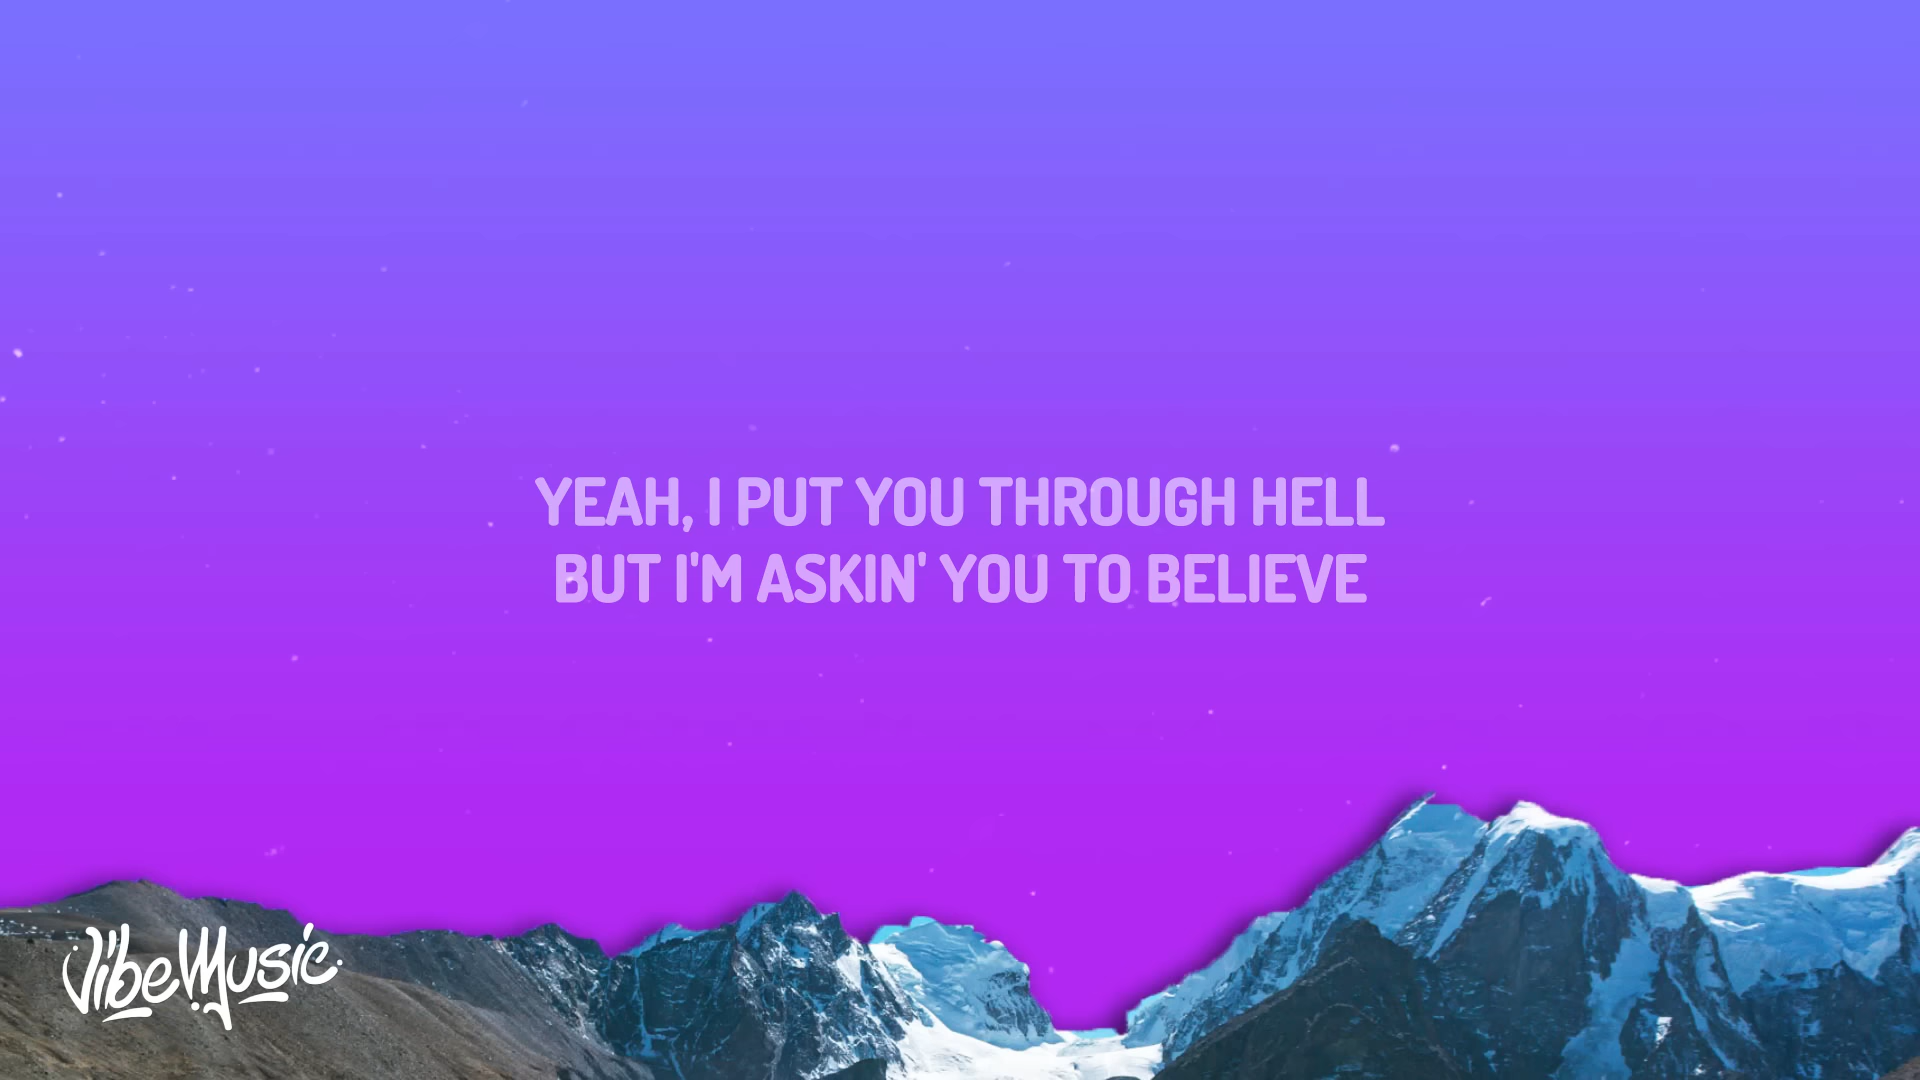 YEAH, I PUT YOU THROUGH HELL
BUT I'M ASKIN' YOU TO BELIEVE
VibeMusic